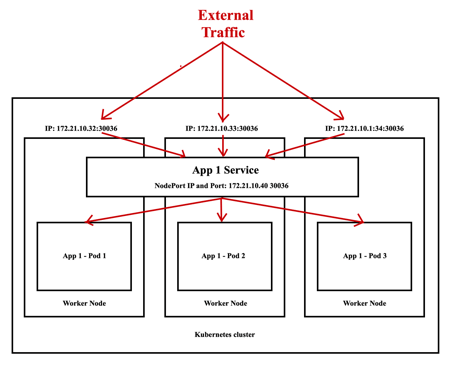 External
Traffic
IP: 172.21.10.32:30036
IP: 172.21.10.33:30036
IP: 172.21.10.1:34:30036
App 1 Service
NodePort IP and Port: 172.21.10.40 30036
App 1 - Pod 1
App 1 - Pod 2
App 1 - Pod 3
Worker Node
Worker Node
Worker Node
Kubernetes cluster